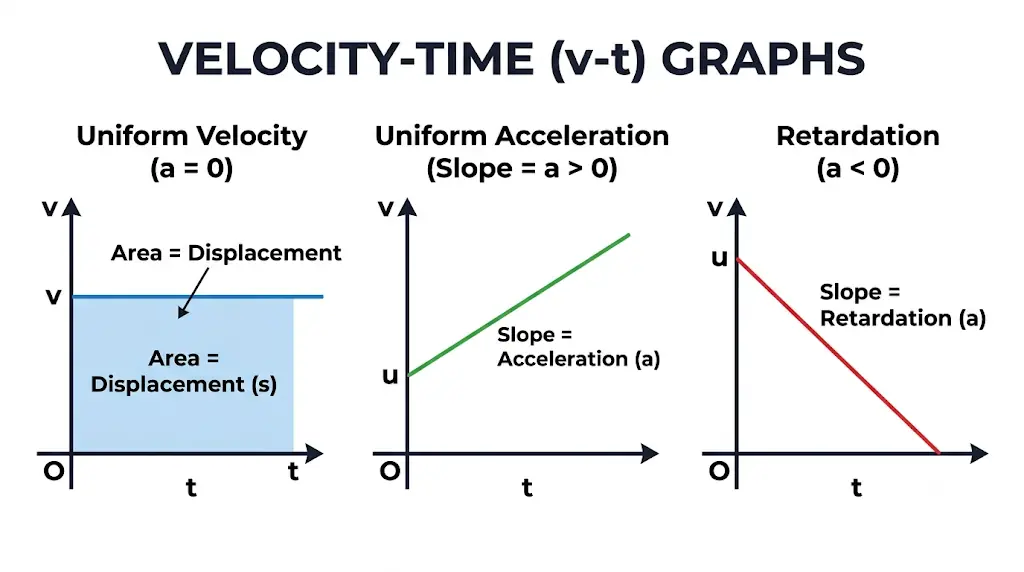 VELOCITY-TIME (v-t) GRAPHS
Uniform Velocity
(a = 0)
v
Area = Displacement
v
Area =
Displacement (s)
O
t
t
Uniform Acceleration
(Slope = a > 0)
v
Slope =
Acceleration (a)
u
O
t
Retardation
(a < 0)
v
u
Slope =
Retardation (a)
O
t